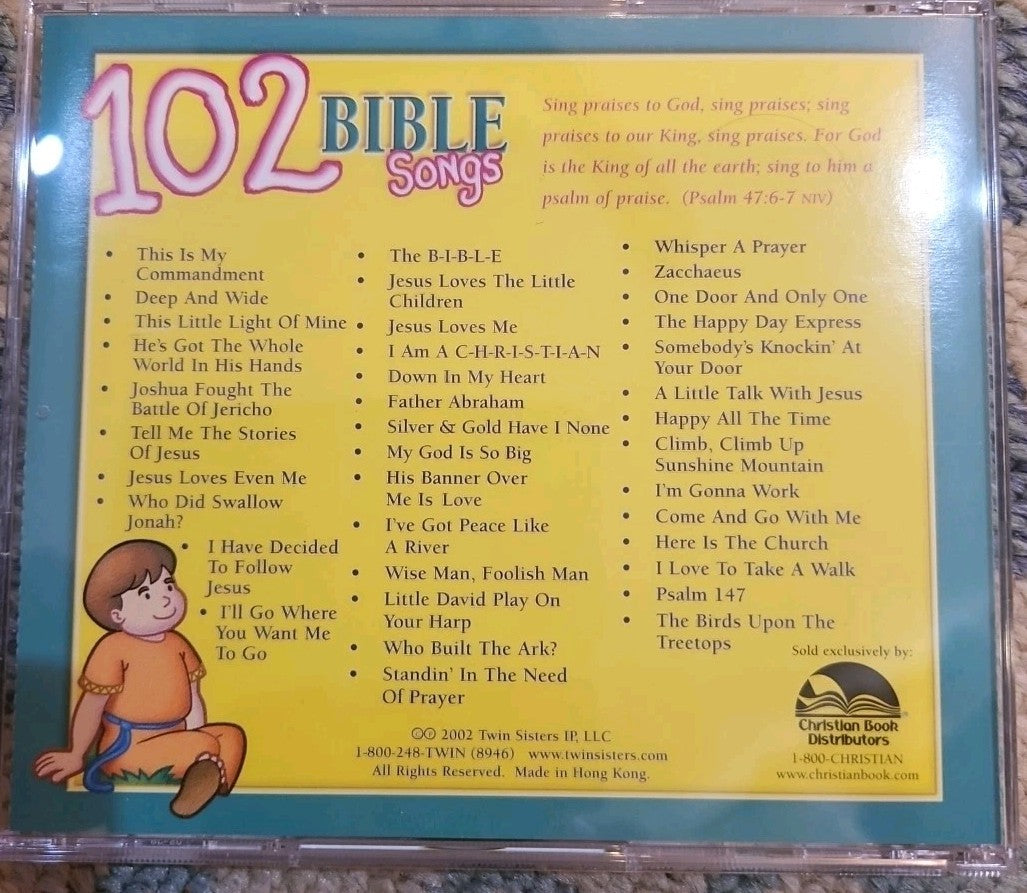 102 BIBLE
Songs
Sing praises to God, sing praises; sing
praises to our King, sing praises. For God
is the King of all the earth; sing to him a
psalm of praise. (Psalm 47:6-7 NIV)
• This Is My
Commandment
• Deep And Wide
• This Little Light Of Mine
• He's Got The Whole
World In His Hands
• Joshua Fought The
Battle Of Jericho
• Tell Me The Stories
Of Jesus
• Jesus Loves Even Me
• Who Did Swallow
Jonah?
• I Have Decided
To Follow
Jesus
• I'll Go Where
You Want Me
To Go
• The B-I-B-L-E
• Jesus Loves The Little
Children
• Jesus Loves Me
• I Am A C-H-R-I-S-T-I-A-N
• Down In My Heart
• Father Abraham
• Silver & Gold Have I None
• My God Is So Big
• His Banner Over
Me Is Love
• I've Got Peace Like
A River
• Wise Man, Foolish Man
• Little David Play On
Your Harp
• Who Built The Ark?
• Standin' In The Need
Of Prayer
• Whisper A Prayer
• Zacchaeus
• One Door And Only One
• The Happy Day Express
• Somebody's Knockin' At
Your Door
• A Little Talk With Jesus
• Happy All The Time
• Climb, Climb Up
Sunshine Mountain
• I'm Gonna Work
• Come And Go With Me
• Here Is The Church
• I Love To Take A Walk
• Psalm 147
• The Birds Upon The
Treetops
©℗ 2002 Twin Sisters IP, LLC
1-800-248-TWIN (8946) www.twinsisters.com
All Rights Reserved. Made in Hong Kong.
Sold exclusively by:
Christian Book
Distributors
1-800-CHRISTIAN
www.christianbook.com